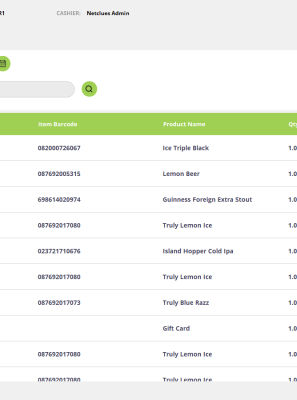 R1 CASHIER: Netclues Admin
Item Barcode Product Name Qty
082000726067 Ice Triple Black 1.0
087692005315 Lemon Beer 1.0
698614020974 Guinness Foreign Extra Stout 1.0
087692017080 Truly Lemon Ice 1.0
023721710676 Island Hopper Cold Ipa 1.0
087692017080 Truly Lemon Ice 1.0
087692017073 Truly Blue Razz 1.0
Gift Card 1.0
087692017080 Truly Lemon Ice 1.0
087692017080 Truly Lemon Ice 1.0